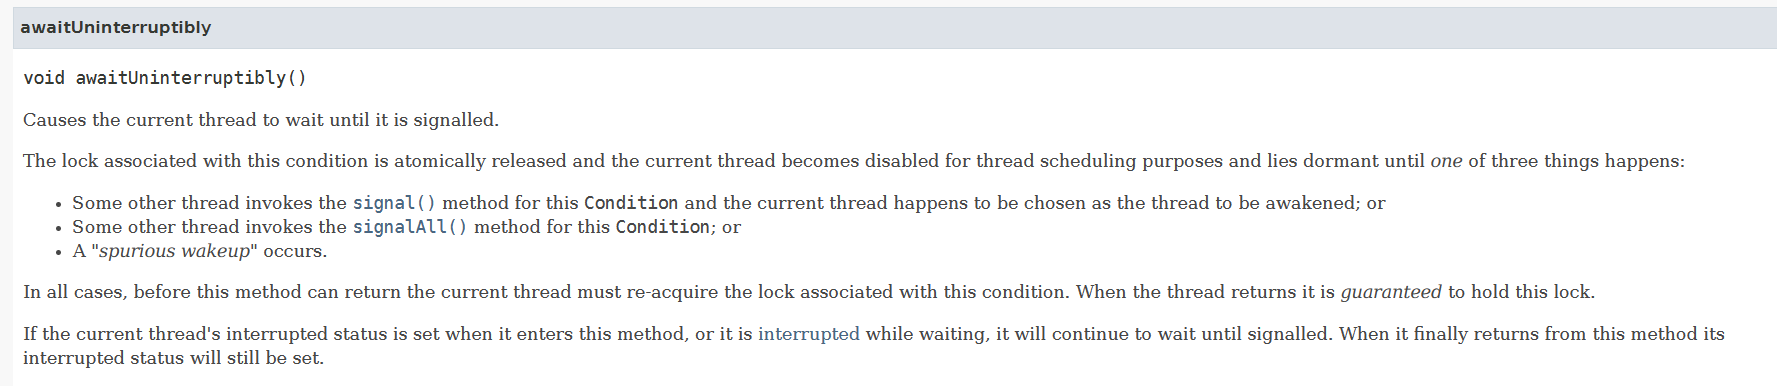 awaitUninterruptibly
void awaitUninterruptibly()
Causes the current thread to wait until it is signalled.
The lock associated with this condition is atomically released and the current thread becomes disabled for thread scheduling purposes and lies dormant until one of three things happens:
• Some other thread invokes the signal() method for this Condition and the current thread happens to be chosen as the thread to be awakened; or
• Some other thread invokes the signalAll() method for this Condition; or
• A "spurious wakeup" occurs.
In all cases, before this method can return the current thread must re-acquire the lock associated with this condition. When the thread returns it is guaranteed to hold this lock.
If the current thread's interrupted status is set when it enters this method, or it is interrupted while waiting, it will continue to wait until signalled. When it finally returns from this method its
interrupted status will still be set.